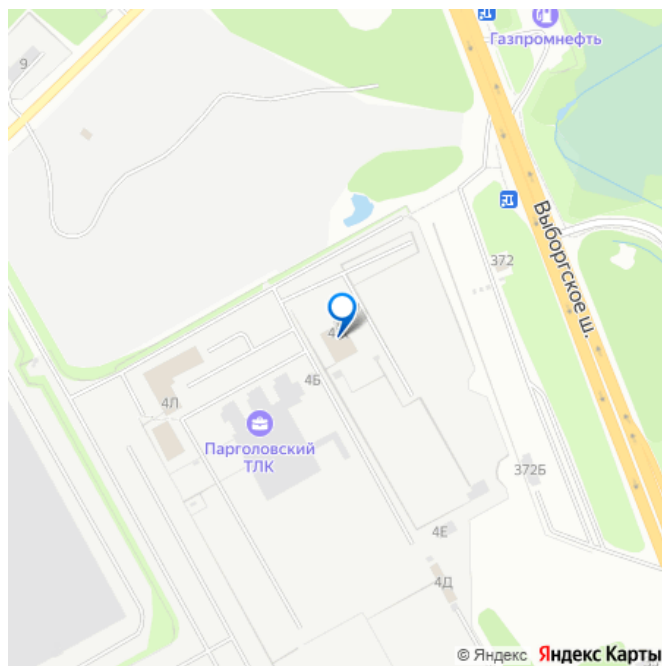 Газпромнефть
9
Выборгское ш.
372
4Б
4Л
Парголовский
ТЛК
372Б
4Е
4Д
© Яндекс Яндекс Карты